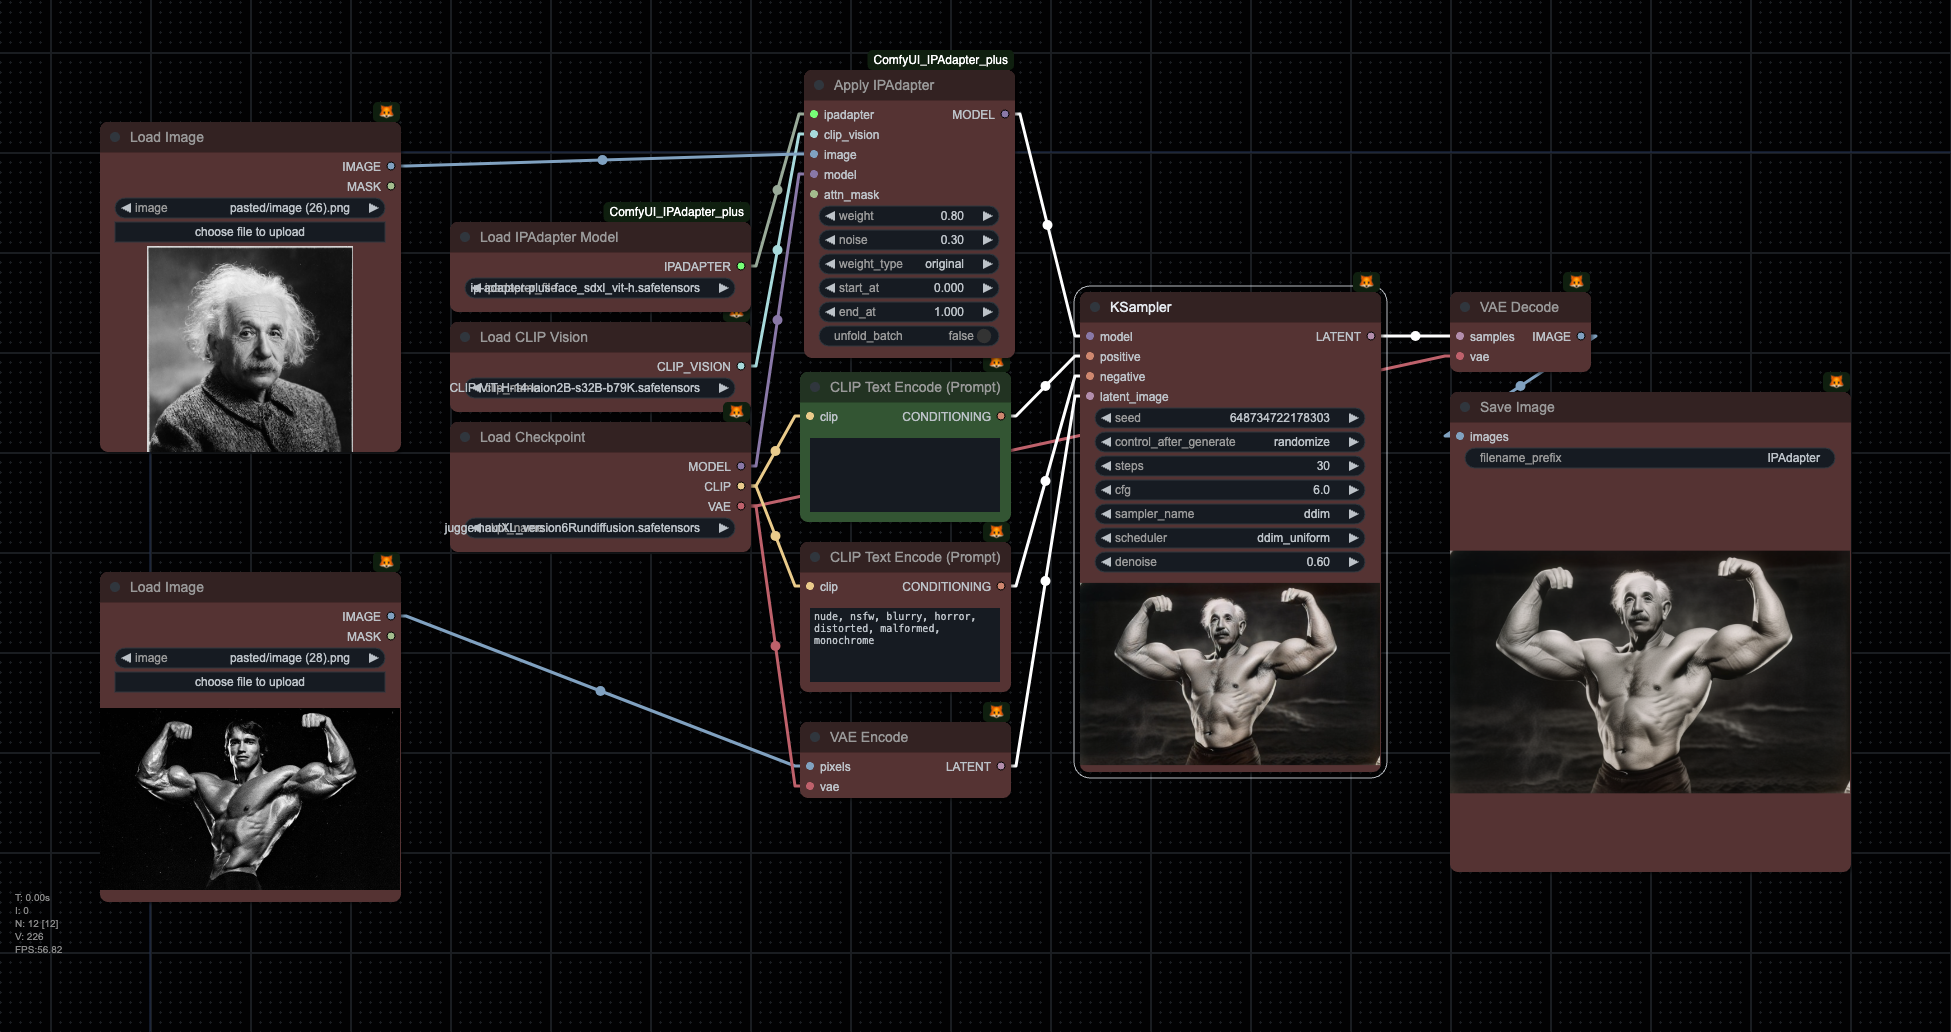 Load Image
IMAGE
MASK
image pasted/image (26).png
choose file to upload
Load Image
IMAGE
MASK
image pasted/image (28).png
choose file to upload
ComfyUI_IPAdapter_plus
Load IPAdapter Model
IPADAPTER
ip-adapter-plus-face_sdxl_vit-h.safetensors
Load CLIP Vision
CLIP_VISION
CLIP-ViT-H-14-laion2B-s32B-b79K.safetensors
Load Checkpoint
MODEL
CLIP
VAE
juggernautXL_version6Rundiffusion.safetensors
ComfyUI_IPAdapter_plus
Apply IPAdapter
ipadapter MODEL
clip_vision
image
model
attn_mask
weight 0.80
noise 0.30
weight_type original
start_at 0.000
end_at 1.000
unfold_batch false
CLIP Text Encode (Prompt)
clip CONDITIONING
CLIP Text Encode (Prompt)
clip CONDITIONING
nude, nsfw, blurry, horror,
distorted, malformed,
monochrome
VAE Encode
pixels LATENT
vae
KSampler
model LATENT
positive
negative
latent_image
seed 648734722178303
control_after_generate randomize
steps 30
cfg 6.0
sampler_name ddim
scheduler ddim_uniform
denoise 0.60
VAE Decode
samples IMAGE
vae
Save Image
images
filename_prefix IPAdapter
T: 0.00s
I: 0
N: 12 [12]
V: 226
FPS:56.82